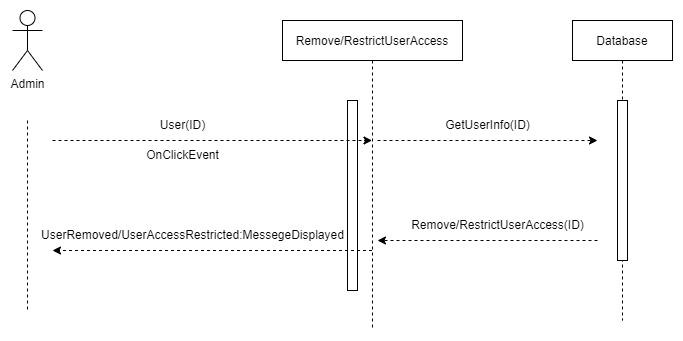 Remove/RestrictUserAccess
Database
Admin
User(ID)
GetUserInfo(ID)
OnClickEvent
Remove/RestrictUserAccess(ID)
UserRemoved/UserAccessRestricted:MessegeDisplayed